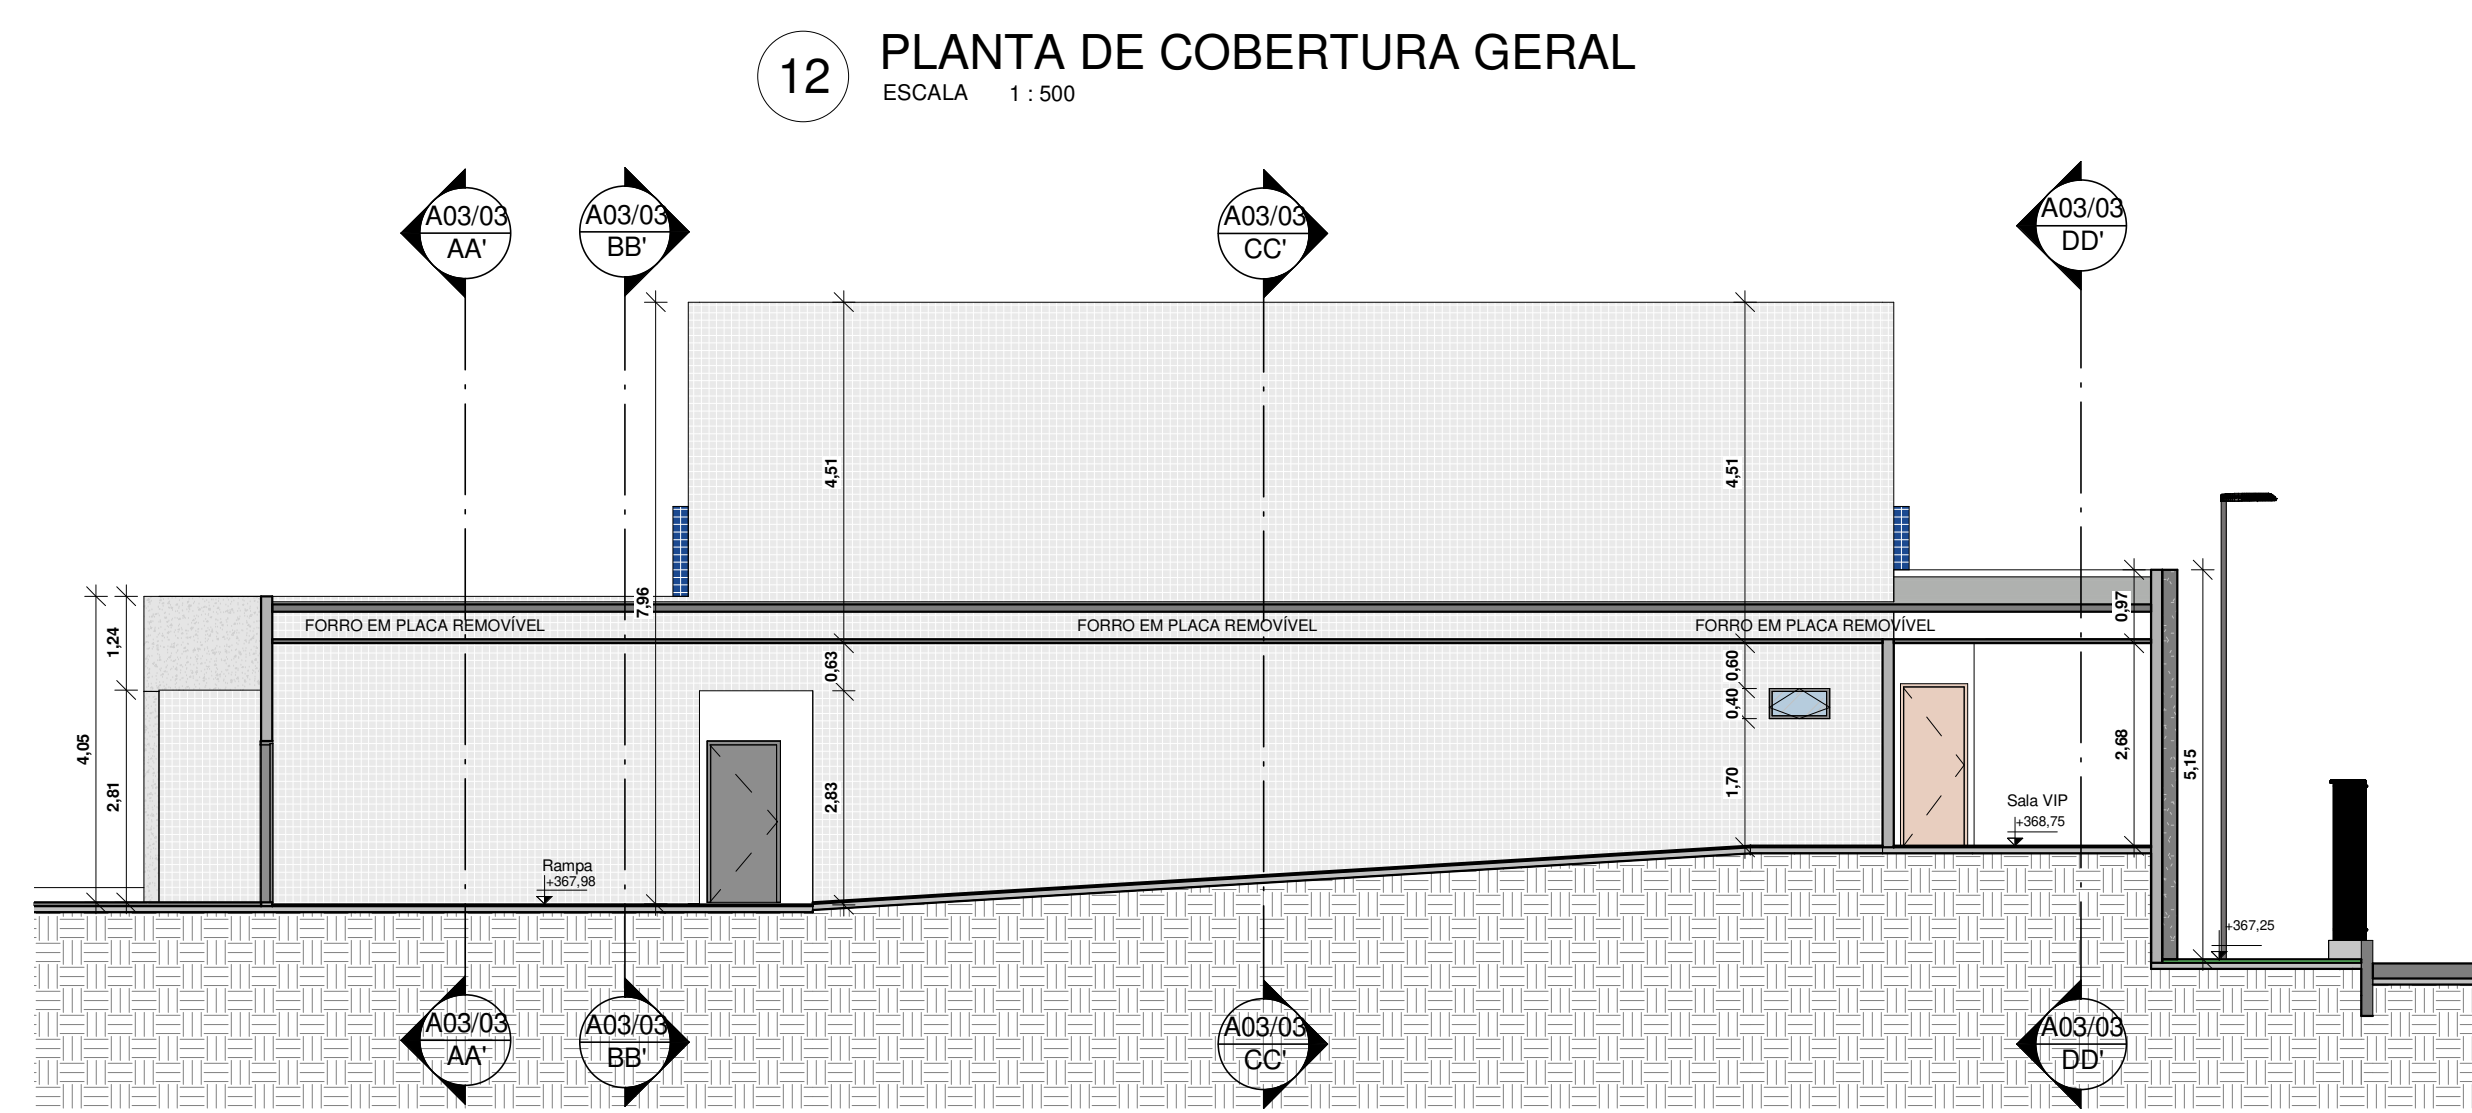 12
PLANTA DE COBERTURA GERAL
ESCALA 1 : 500
A03/03
AA'
A03/03
BB'
A03/03
CC'
A03/03
DD'
4,51
4,51
7,96
0,97
1,24
FORRO EM PLACA REMOVÍVEL
FORRO EM PLACA REMOVÍVEL
FORRO EM PLACA REMOVÍVEL
0,63
0,60
0,40
4,05
2,81
2,83
1,70
2,68
5,15
Sala VIP
+368,75
Rampa
+367,98
+367,25
A03/03
AA'
A03/03
BB'
A03/03
CC'
A03/03
DD'